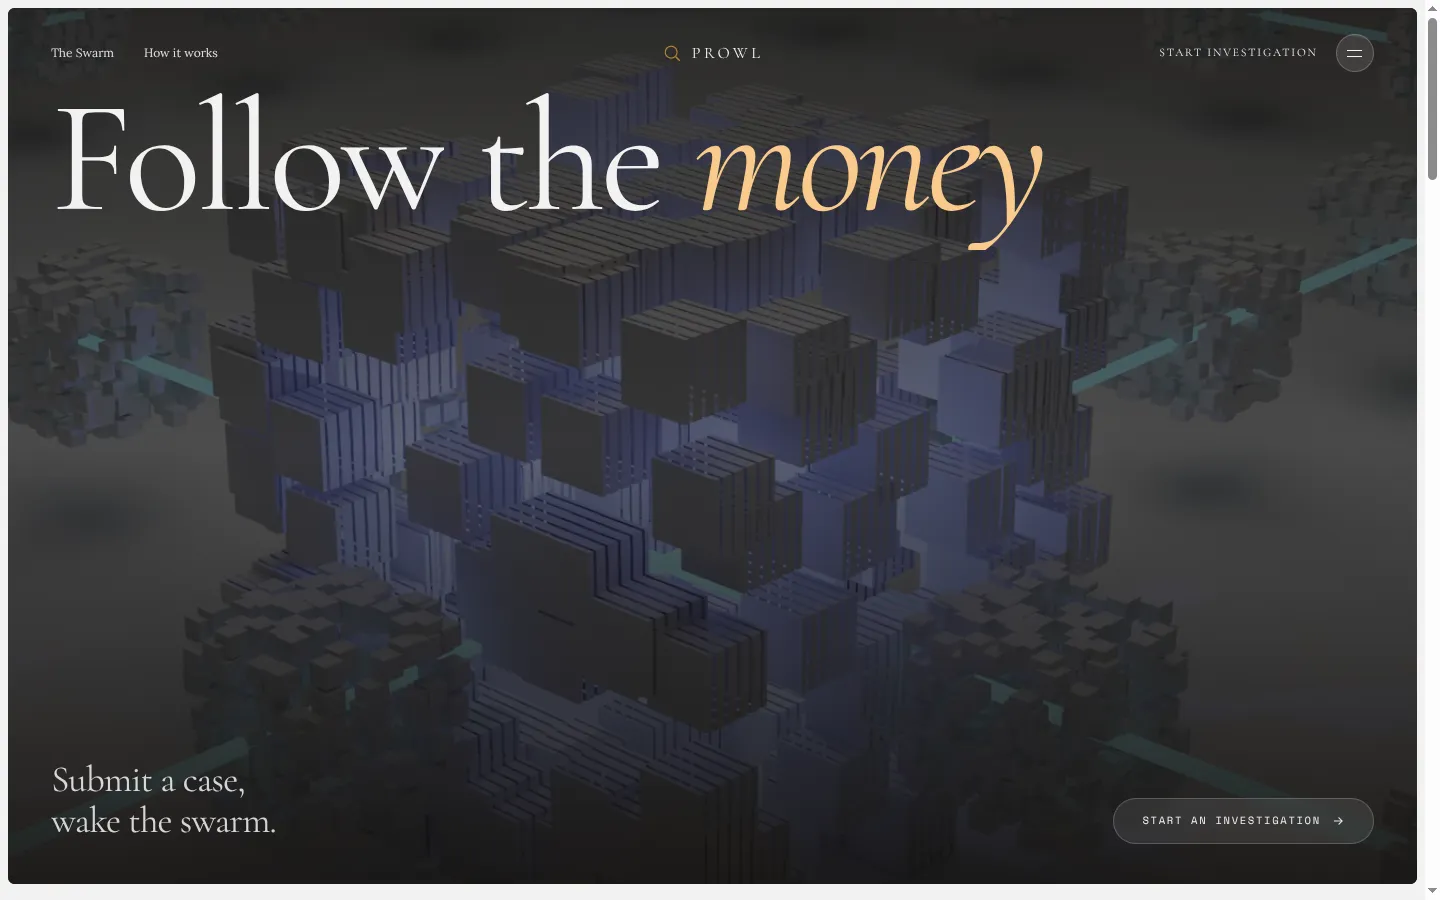 The Swarm
How it works
PROWL
START INVESTIGATION
Follow the money
Submit a case,
wake the swarm.
START AN INVESTIGATION →